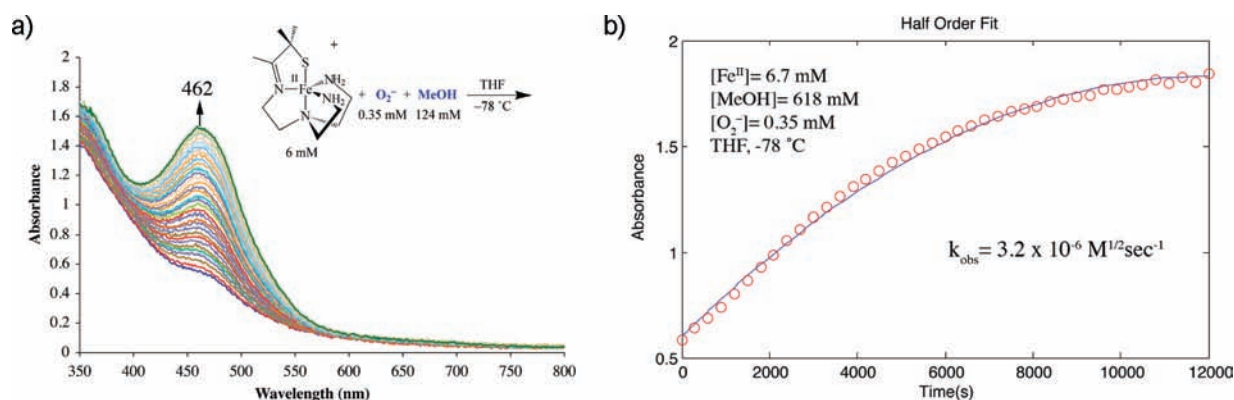 a)
+
S
II
Fe
NH2
NH2
N
N
6 mM
+ O₂⁻ + MeOH
0.35 mM 124 mM
THF
−78 °C
462
Absorbance
2
1.8
1.6
1.4
1.2
1
0.8
0.6
0.4
0.2
0
350 400 450 500 550 600 650 700 750 800
Wavelength (nm)
b)
Half Order Fit
[Feᴵᴵ]= 6.7 mM
[MeOH]= 618 mM
[O₂⁻]= 0.35 mM
THF, -78 ˚C
k_obs= 3.2 x 10⁻⁶ M^1/2 sec⁻¹
Absorbance
2
1.5
1
0.5
0 2000 4000 6000 8000 10000 12000
Time(s)